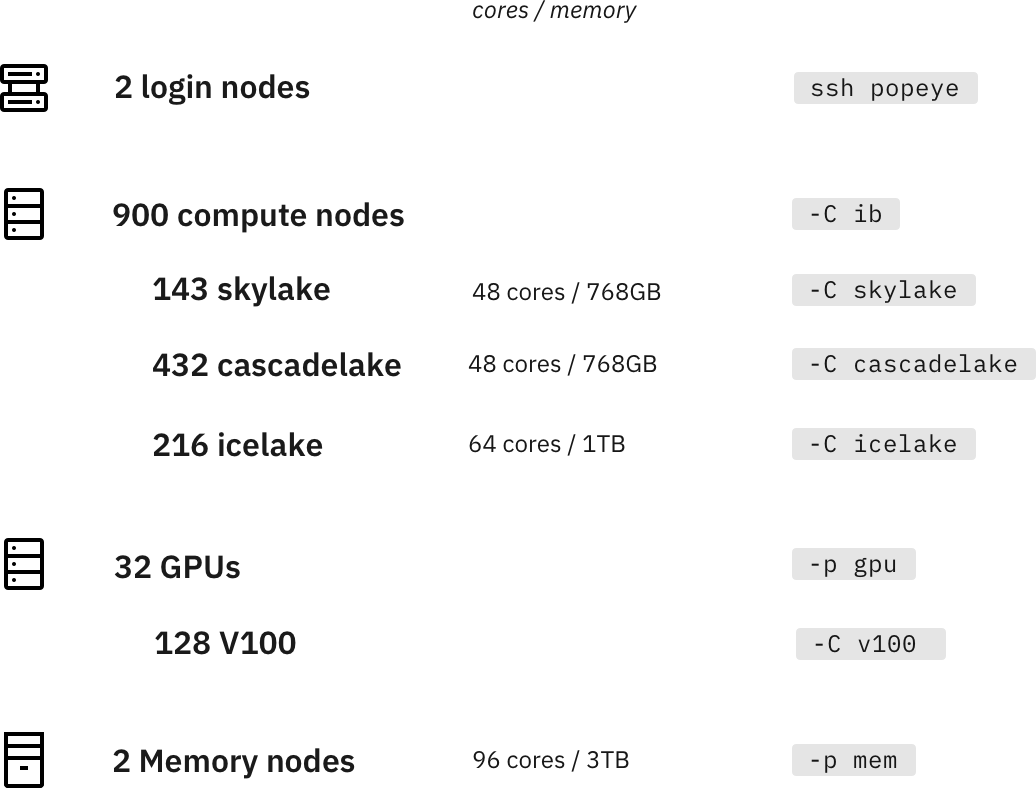 cores / memory
2 login nodes ssh popeye
900 compute nodes -C ib
143 skylake 48 cores / 768GB -C skylake
432 cascadelake 48 cores / 768GB -C cascadelake
216 icelake 64 cores / 1TB -C icelake
32 GPUs -p gpu
128 V100 -C v100
2 Memory nodes 96 cores / 3TB -p mem